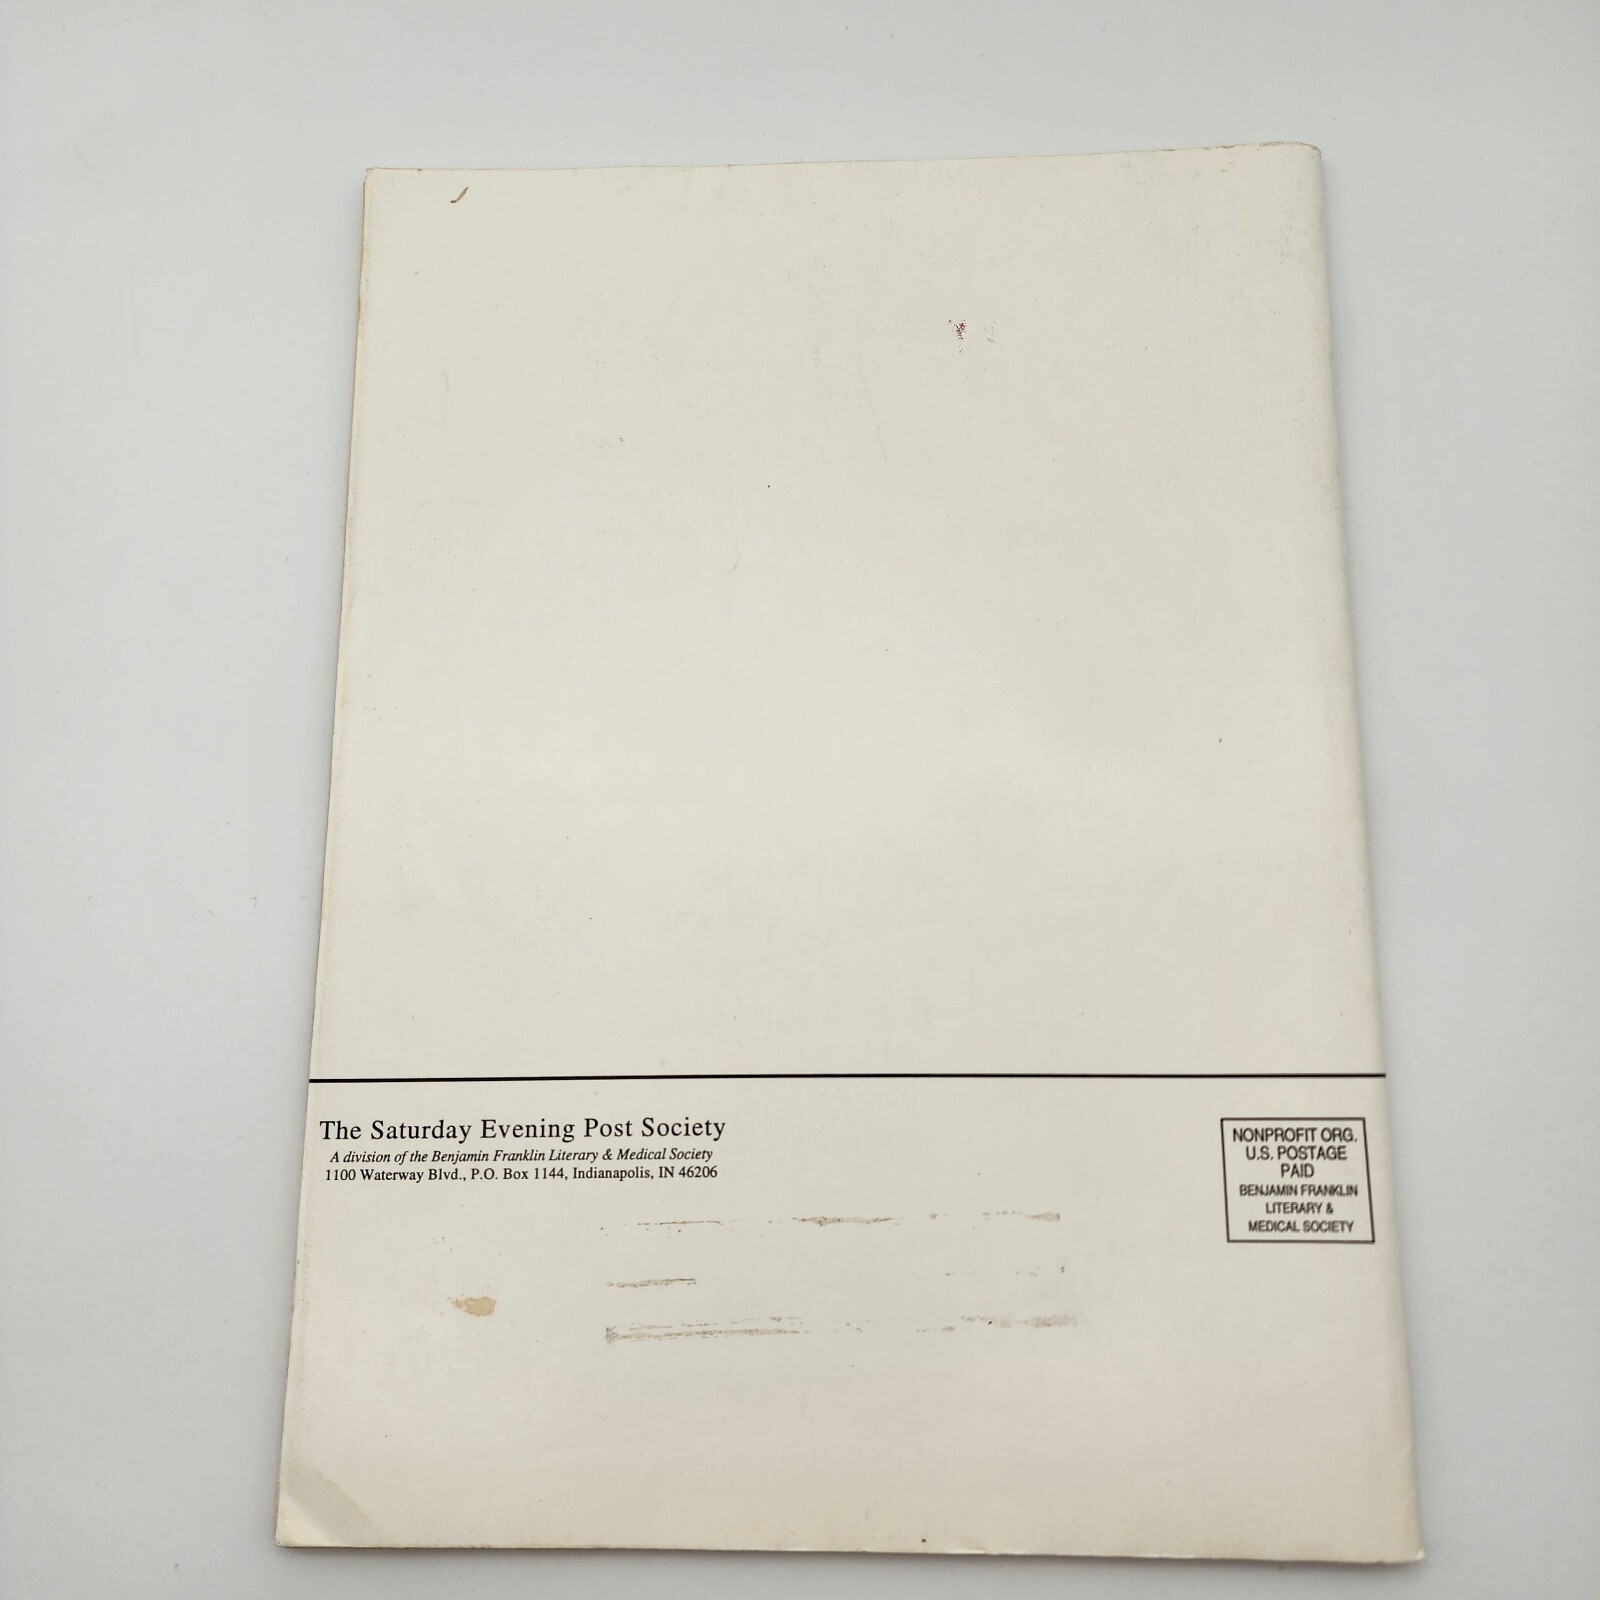 The Saturday Evening Post Society
A division of the Benjamin Franklin Literary & Medical Society
1100 Waterway Blvd., P.O. Box 1144, Indianapolis, IN 46206
NONPROFIT ORG.
U.S. POSTAGE
PAID
BENJAMIN FRANKLIN
LITERARY &
MEDICAL SOCIETY